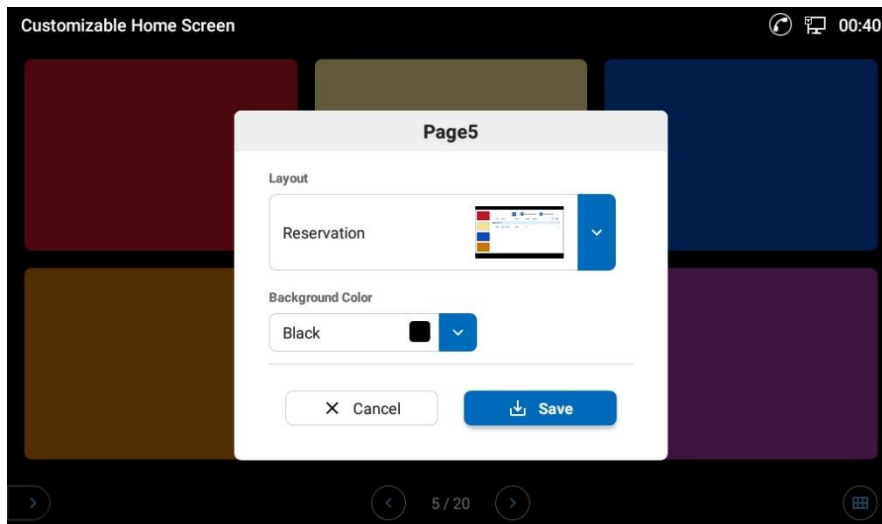 Customizable Home Screen
00:40
Page5
Layout
Reservation
Background Color
Black
Cancel
Save
5 / 20